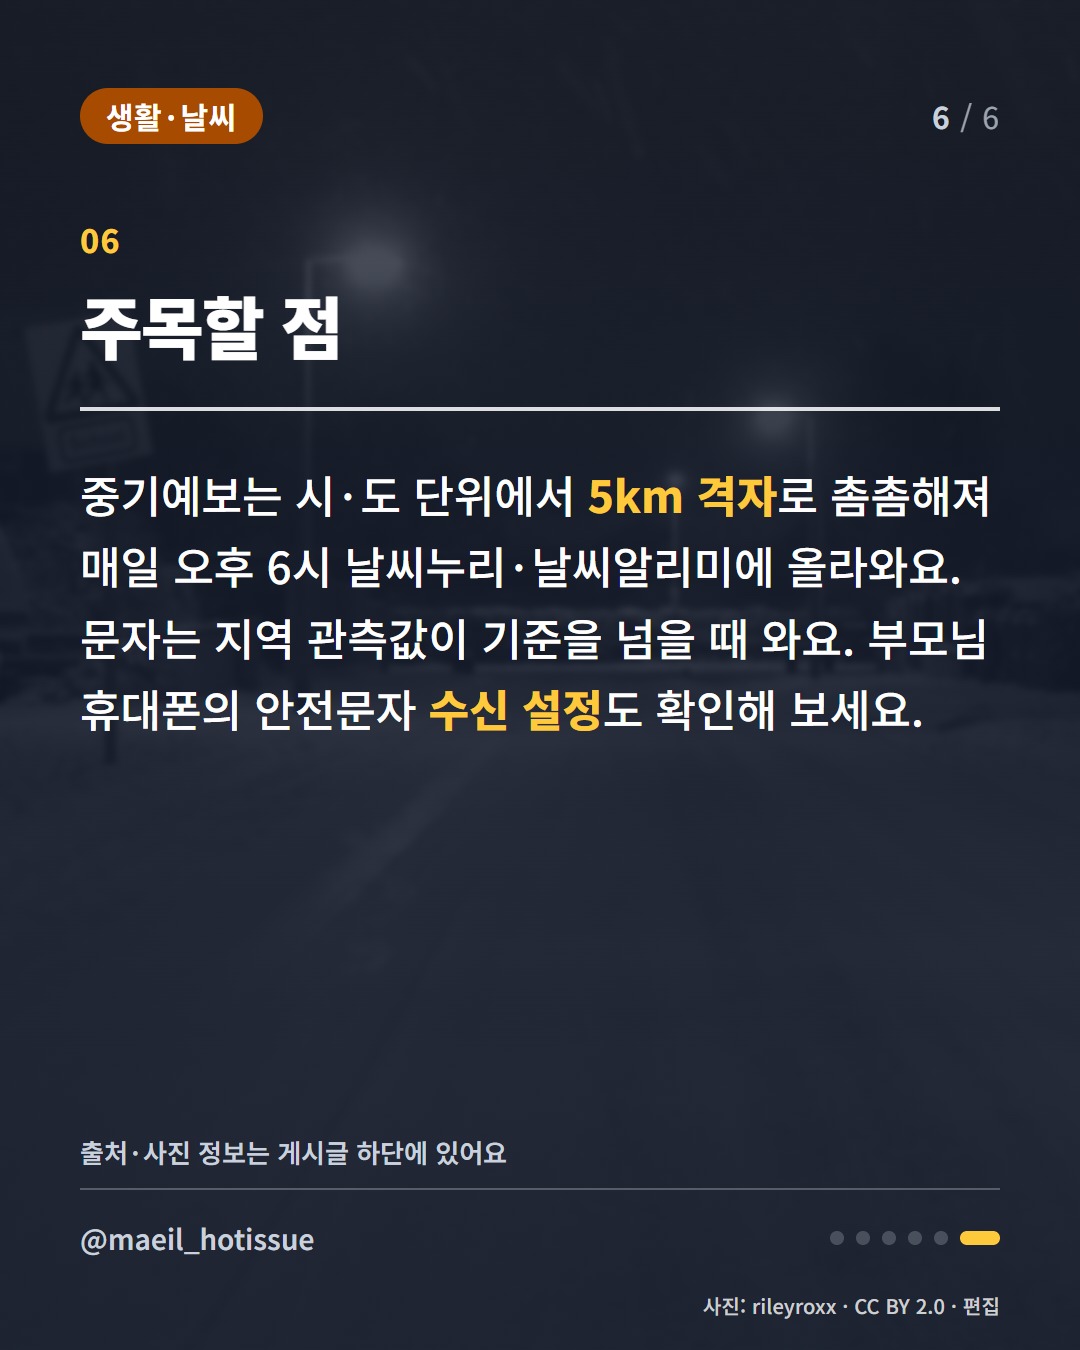 생활·날씨
6 / 6
06
주목할 점
중기예보는 시·도 단위에서 5km 격자로 촘촘해져
매일 오후 6시 날씨누리·날씨알리미에 올라와요.
문자는 지역 관측값이 기준을 넘을 때 와요. 부모님
휴대폰의 안전문자 수신 설정도 확인해 보세요.
출처·사진 정보는 게시글 하단에 있어요
@maeil_hotissue
사진: rileyroxx · CC BY 2.0 · 편집